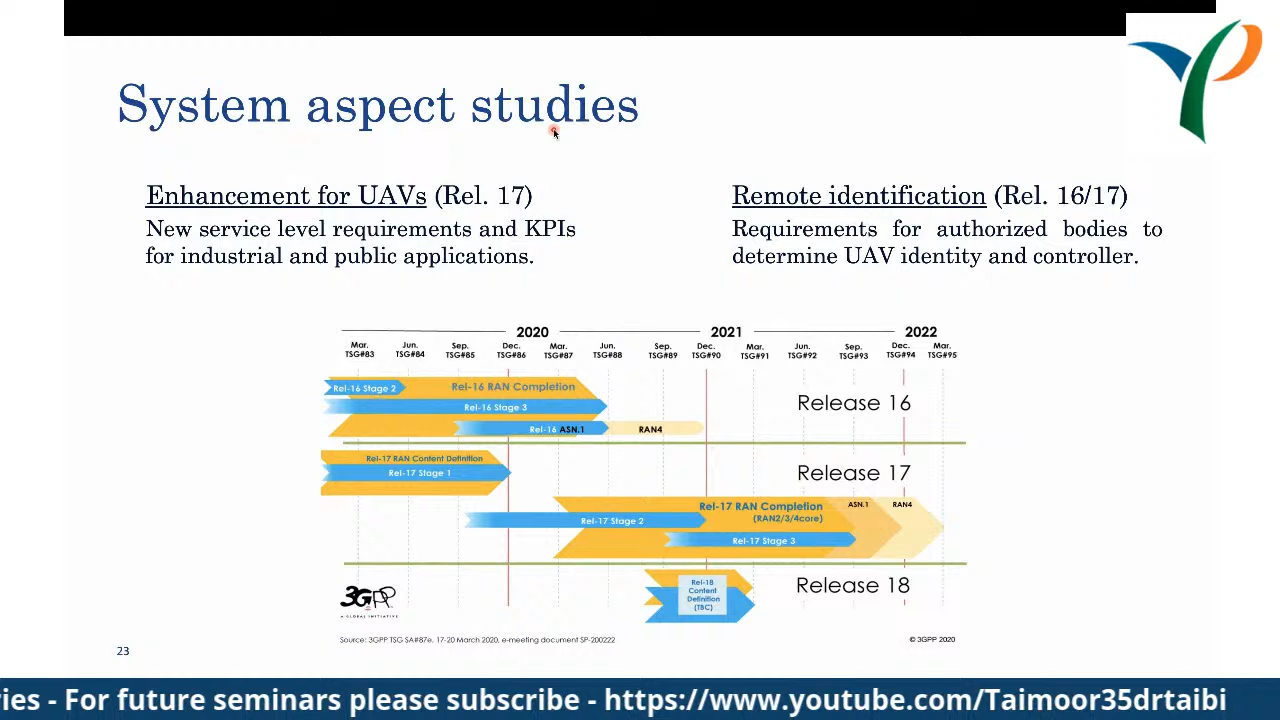 System aspect studies
Enhancement for UAVs (Rel. 17)
New service level requirements and KPIs
for industrial and public applications.
Remote identification (Rel. 16/17)
Requirements for authorized bodies to
determine UAV identity and controller.
2020 2021 2022
Mar. Jun. Sep. Dec. Mar. Jun. Sep. Dec. Mar. Jun. Sep. Dec. Mar.
TSG#83 TSG#84 TSG#85 TSG#86 TSG#87 TSG#88 TSG#89 TSG#90 TSG#91 TSG#92 TSG#93 TSG#94 TSG#95
Rel-16 Stage 2 Rel-16 RAN Completion
Rel-16 Stage 3
Release 16
Rel-16 ASN.1 RAN4
Rel-17 RAN Content Definition
Rel-17 Stage 1
Release 17
Rel-17 RAN Completion ASN.1 RAN4
(RAN2/3/4core)
Rel-17 Stage 2
Rel-17 Stage 3
Rel-18
Content
Definition
(TBC)
Release 18
3GPP
A GLOBAL INITIATIVE
Source: 3GPP TSG SA#87e, 17-20 March 2020, e-meeting document SP-200222
© 3GPP 2020
23
ries - For future seminars please subscribe - https://www.youtube.com/Taimoor35drtaibi